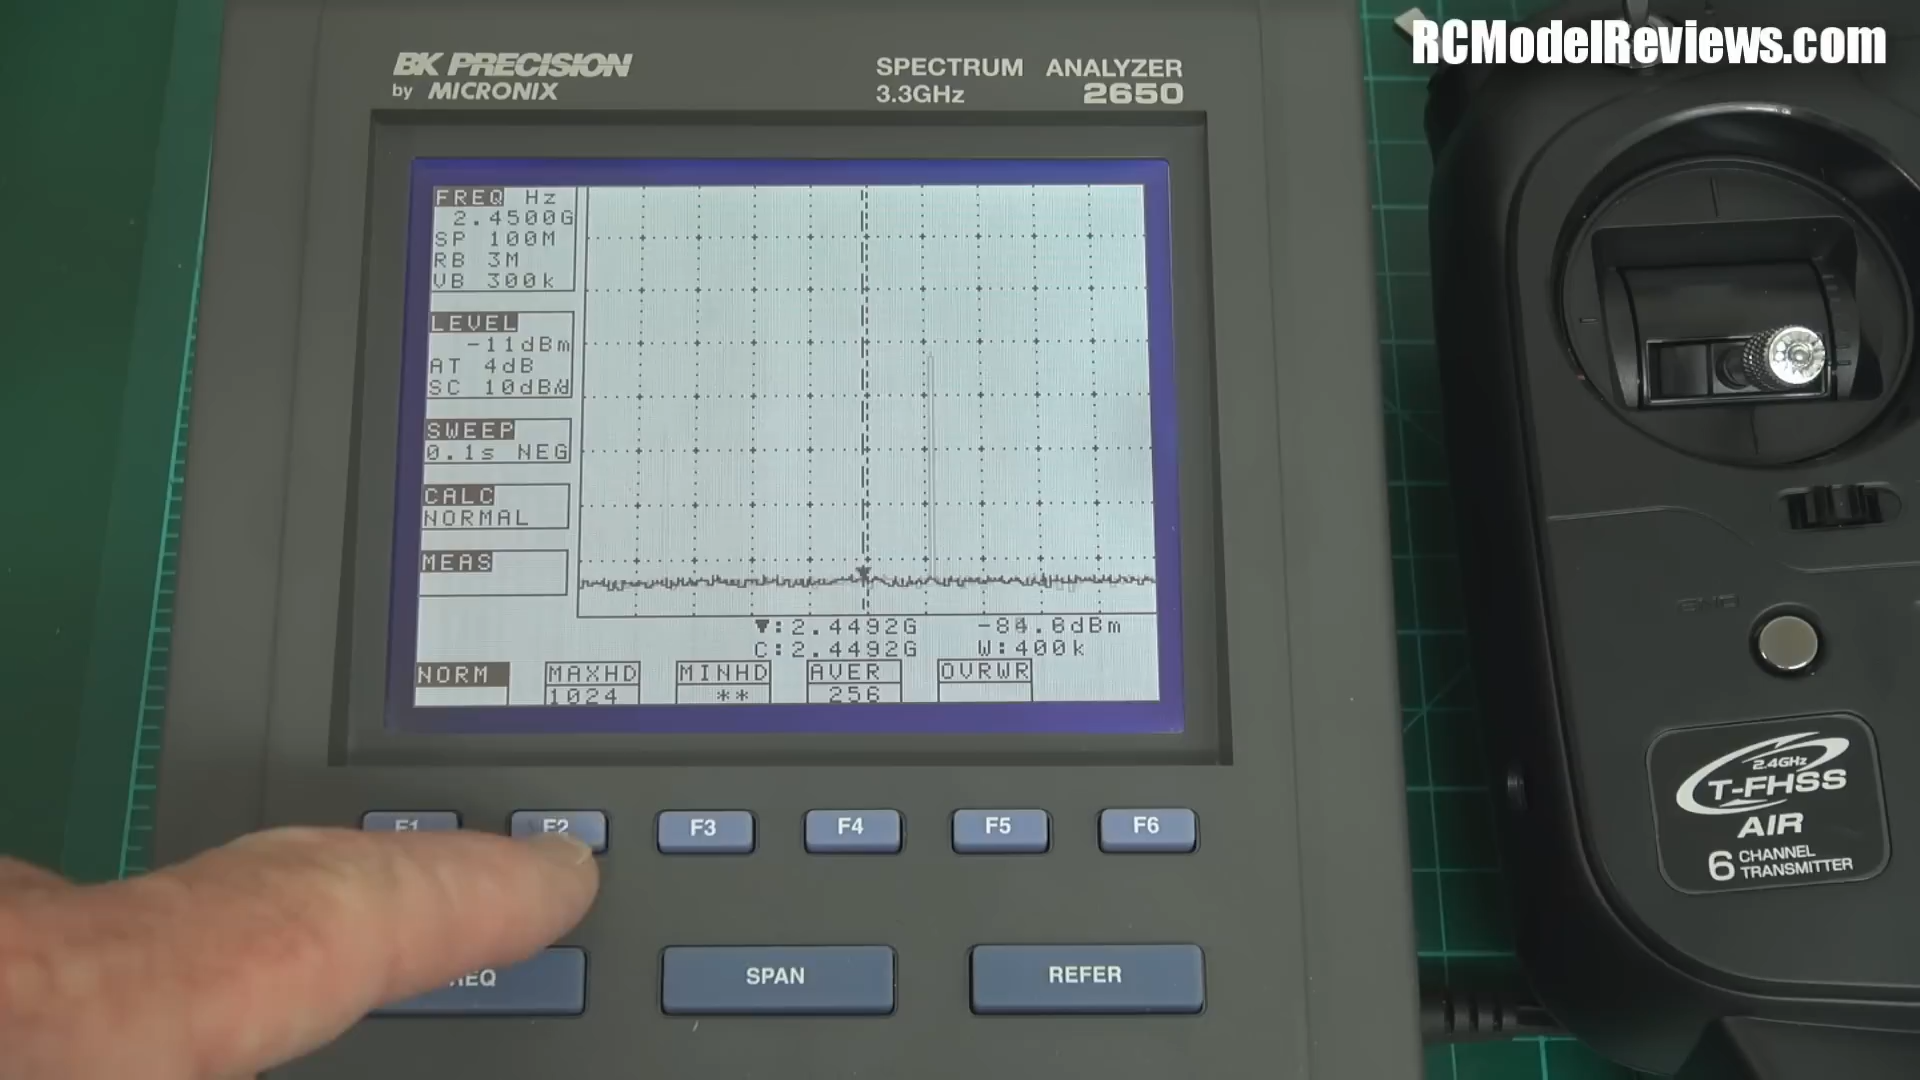 RCModelReviews.com
BK PRECISION
by MICRONIX
SPECTRUM ANALYZER
3.3GHz 2650
FREQ Hz
2.4500G
SP 100M
RB 3M
VB 300k
LEVEL
-11dBm
AT 4dB
SC 10dB/d
SWEEP
0.1s NEG
CALC
NORMAL
MEAS
▼:2.4492G
C:2.4492G W:400k
NORM MAXHD MINHD AVER OVRWR
1024 ** 256
F1 F2 F3 F4 F5 F6
SPAN REFER
2.4GHz
T-FHSS
AIR
6 CHANNEL
TRANSMITTER